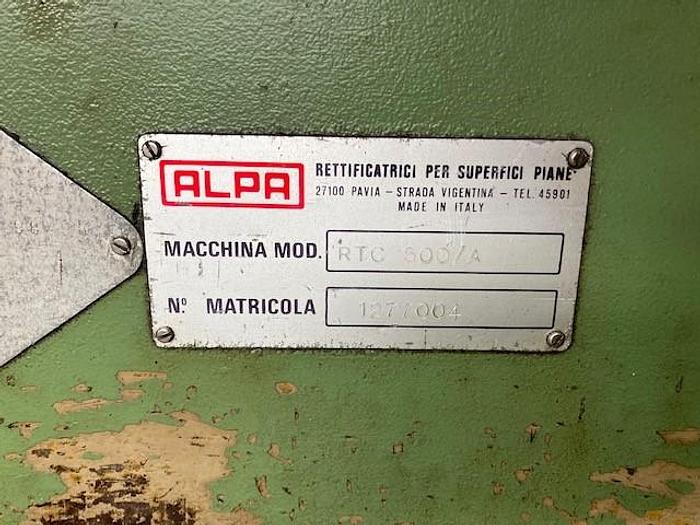 ALPA
RETTIFICATRICI PER SUPERFICI PIANE
27100 PAVIA – STRADA VIGENTINA – TEL. 45901
MADE IN ITALY
MACCHINA MOD. RTC 500/A
N° MATRICOLA 1277004